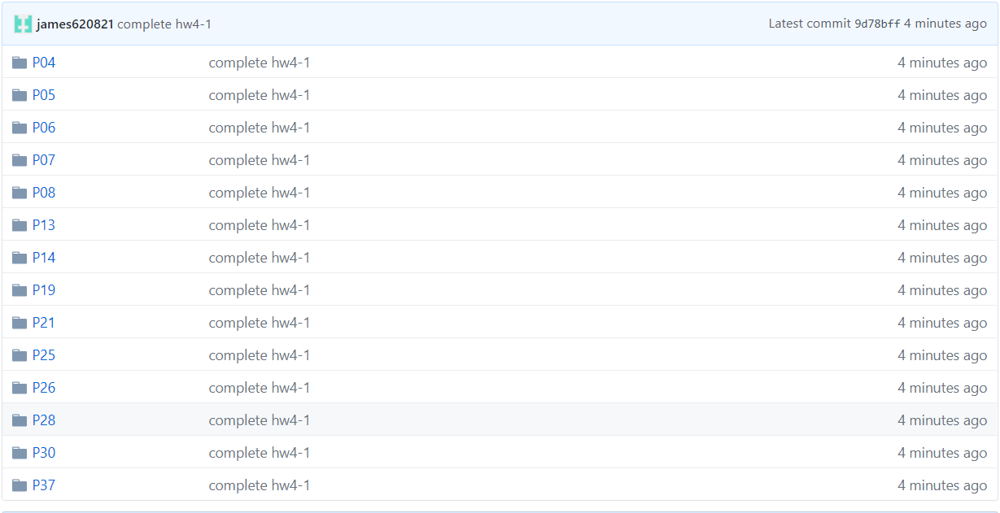 james620821 complete hw4-1 Latest commit 9d78bff 4 minutes ago
P04 complete hw4-1 4 minutes ago
P05 complete hw4-1 4 minutes ago
P06 complete hw4-1 4 minutes ago
P07 complete hw4-1 4 minutes ago
P08 complete hw4-1 4 minutes ago
P13 complete hw4-1 4 minutes ago
P14 complete hw4-1 4 minutes ago
P19 complete hw4-1 4 minutes ago
P21 complete hw4-1 4 minutes ago
P25 complete hw4-1 4 minutes ago
P26 complete hw4-1 4 minutes ago
P28 complete hw4-1 4 minutes ago
P30 complete hw4-1 4 minutes ago
P37 complete hw4-1 4 minutes ago